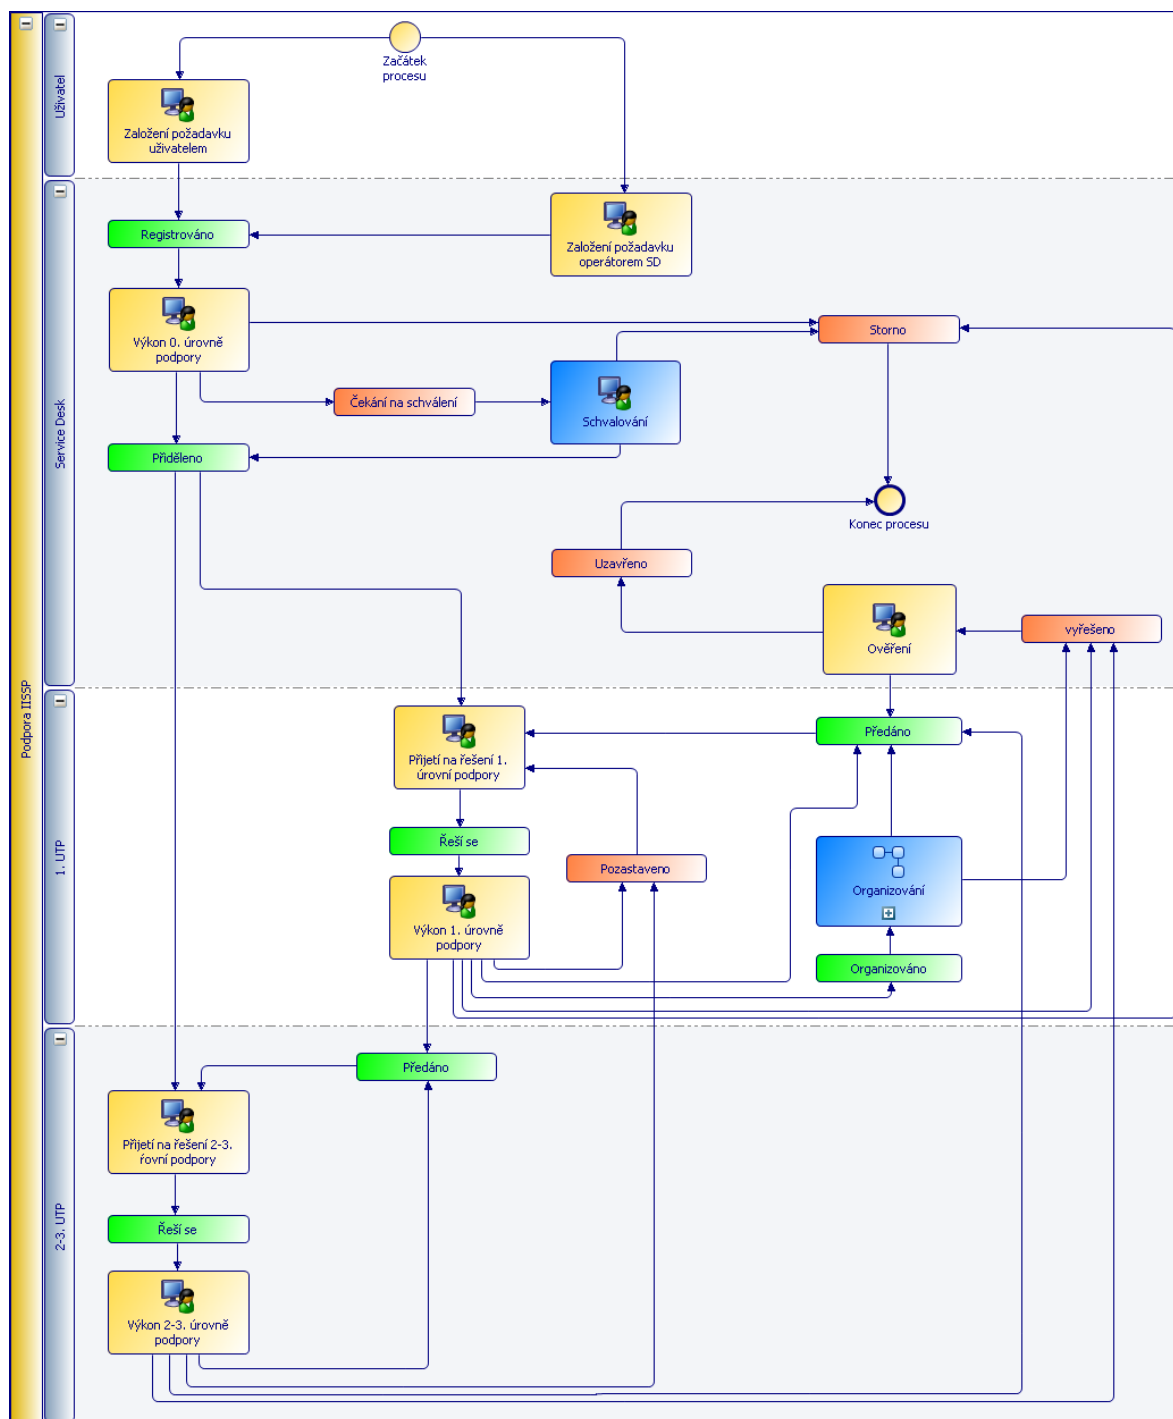 Podpora IISSP
Uživatel
Začátek
procesu
Založení požadavku
uživatelem
Service Desk
Registrováno
Založení požadavku
operátorem SD
Výkon 0. úrovně
podpory
Storno
Čekání na schválení
Schvalování
Přiděleno
Konec procesu
Uzavřeno
Ověření
vyřešeno
1. UTP
Předáno
Přijetí na řešení 1.
úrovní podpory
Řeší se
Pozastaveno
Organizování
Výkon 1. úrovně
podpory
Organizováno
2-3. UTP
Předáno
Přijetí na řešení 2-3.
řovní podpory
Řeší se
Výkon 2-3. úrovně
podpory